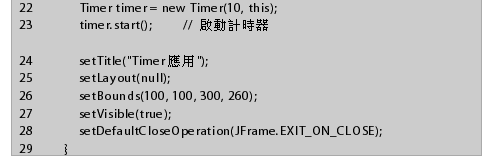 22 Timer timer = new Timer(10, this);
23 timer.start(); // 啟動計時器
24 setTitle("Timer 應用");
25 setLayout(null);
26 setBounds(100, 100, 300, 260);
27 setVisible(true);
28 setDefaultCloseOperation(JFrame.EXIT_ON_CLOSE);
29 }